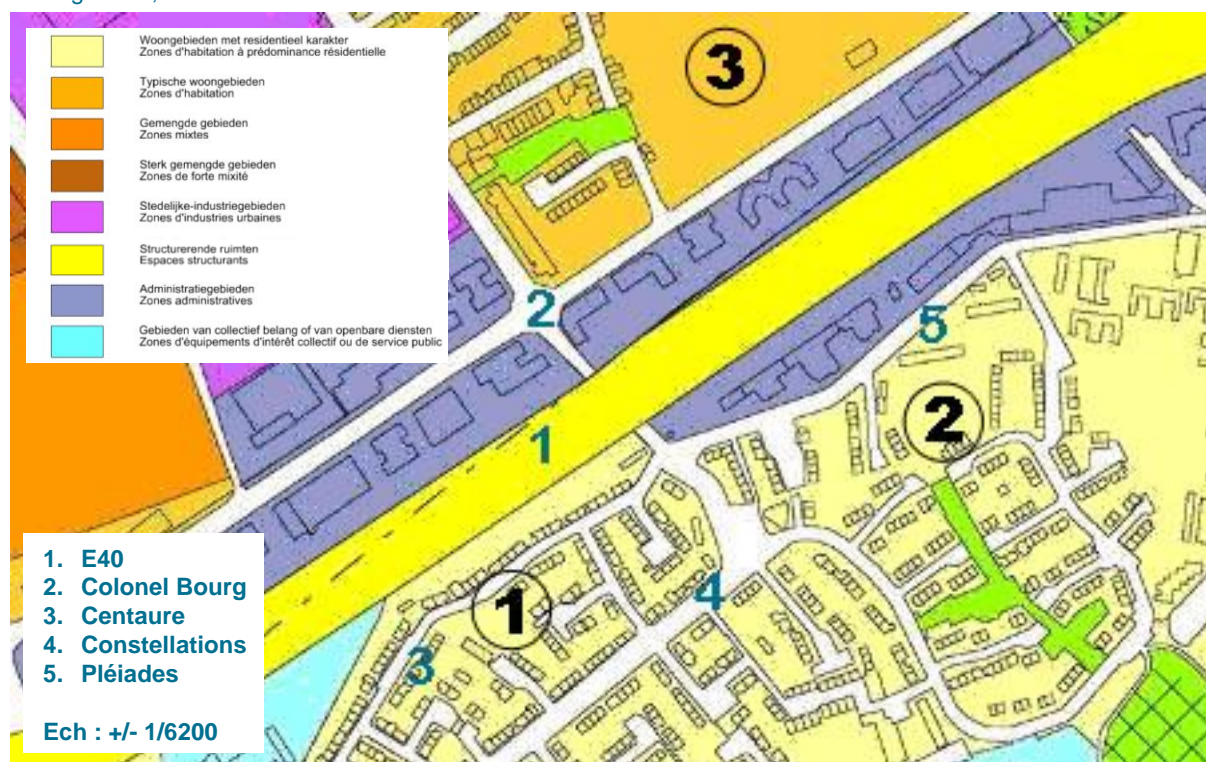 Woongebieden met residentieel karakter
Zones d'habitation à prédominance résidentielle
Typische woongebieden
Zones d'habitation
Gemengde gebieden
Zones mixtes
Sterk gemengde gebieden
Zones de forte mixité
Stedelijke-industriegebieden
Zones d'industries urbaines
Structurerende ruimten
Espaces structurants
Administratiegebieden
Zones administratives
Gebieden van collectief belang of van openbare diensten
Zones d'équipements d'intérêt collectif ou de service public
3
2
5
1
2
4
1
3
1. E40
2. Colonel Bourg
3. Centaure
4. Constellations
5. Pléiades
Ech : +/- 1/6200